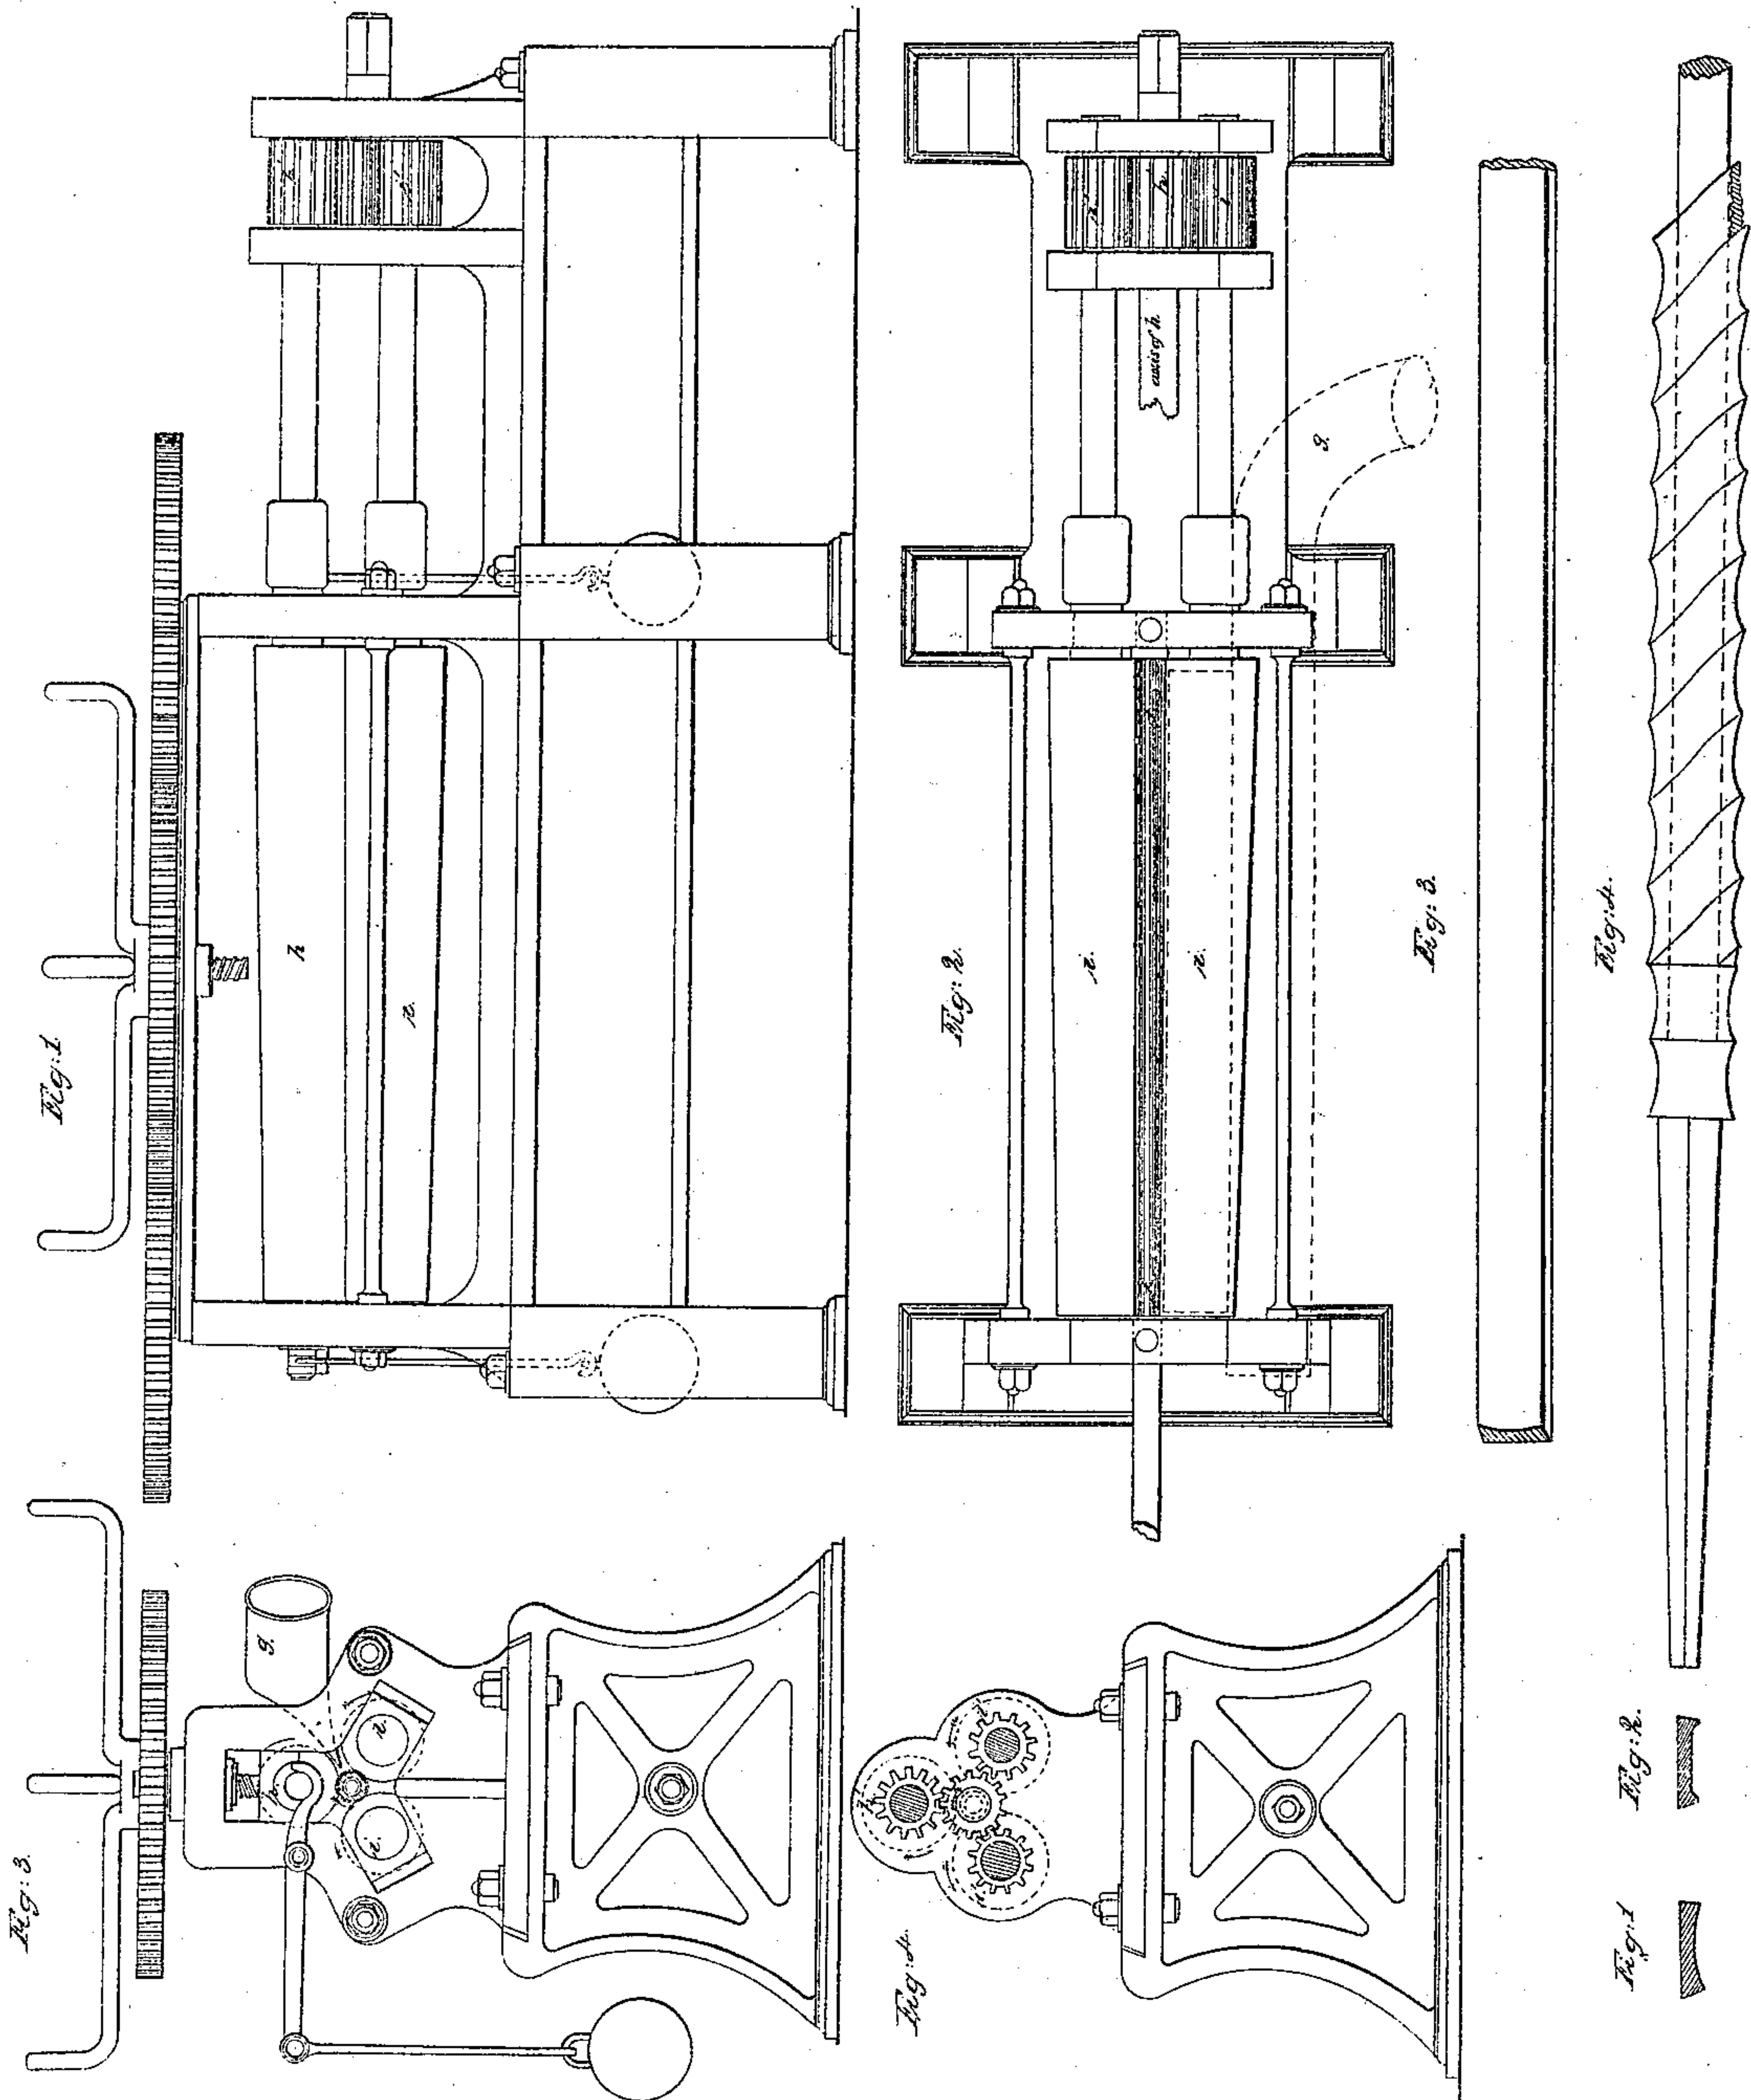 Fig: 1
h
i.
Fig: 3.
g.
i.
i.
Fig: 2.
h.
axis of h.
g.
i.
i.
Fig: 4.
Fig: 3.
Fig: 4.
Fig: 1
Fig: 2.